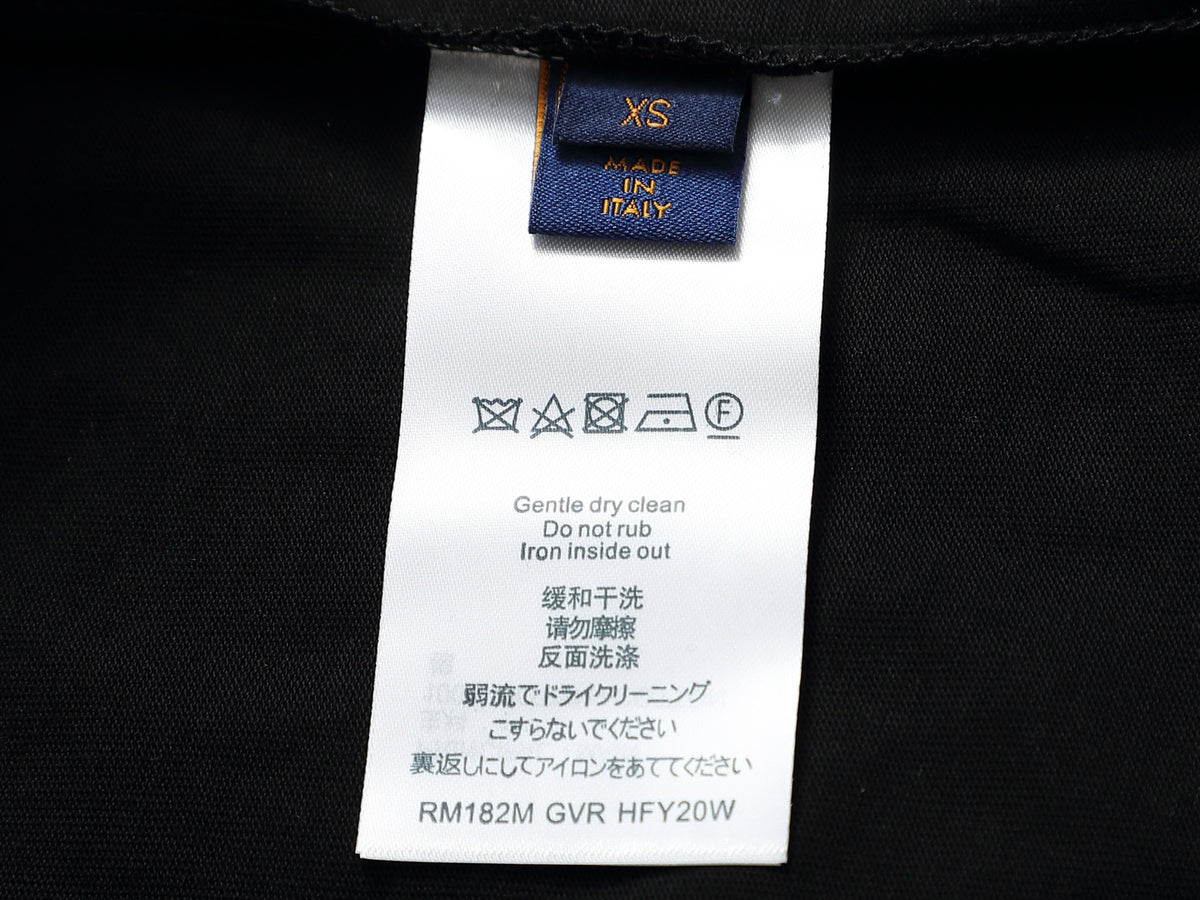 XS
MADE
IN
ITALY
F
Gentle dry clean
Do not rub
Iron inside out
缓和干洗
请勿摩擦
反面洗涤
弱流でドライクリーニング
こすらないでください
裏返しにしてアイロンをあててください
RM182M GVR HFY20W